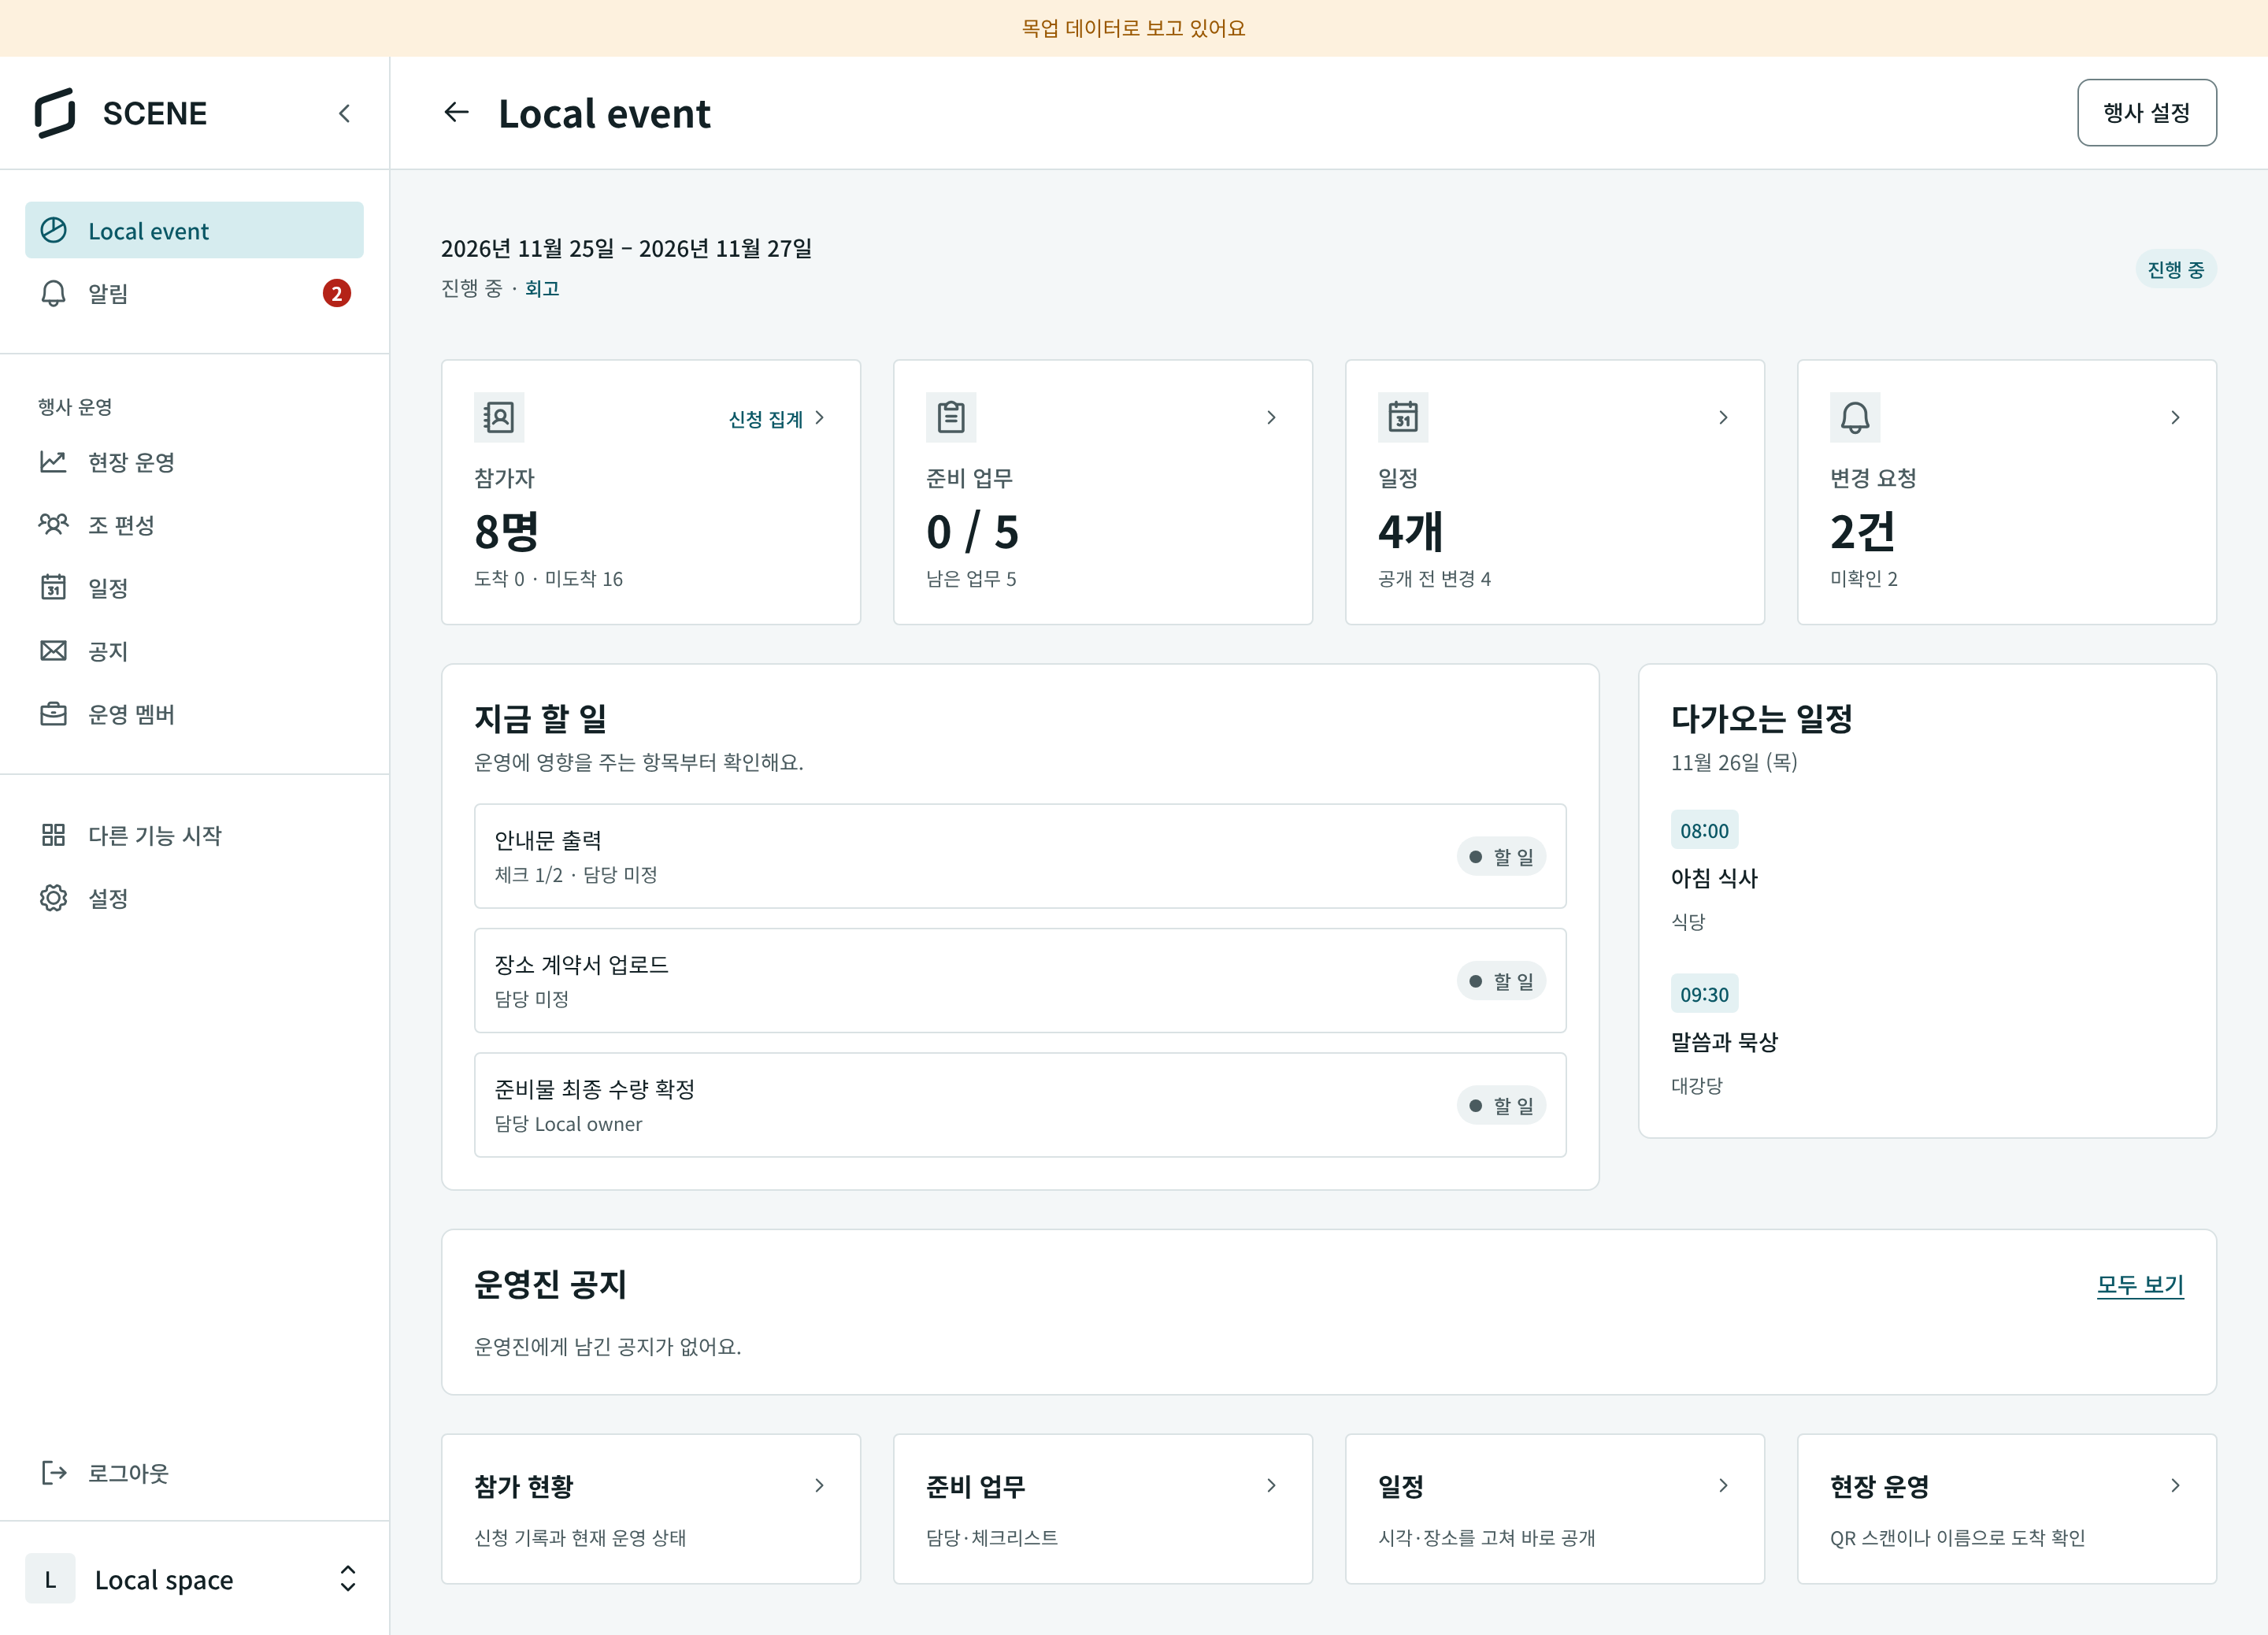 목업 데이터로 보고 있어요
SCENE
Local event
행사 설정
Local event
알림
2
행사 운영
현장 운영
조 편성
31
일정
공지
운영 멤버
다른 기능 시작
설정
로그아웃
L
Local space
2026년 11월 25일 – 2026년 11월 27일
진행 중 · 회고
진행 중
신청 집계
참가자
8명
도착 0 · 미도착 16
준비 업무
0 / 5
남은 업무 5
31
일정
4개
공개 전 변경 4
변경 요청
2건
미확인 2
지금 할 일
운영에 영향을 주는 항목부터 확인해요.
안내문 출력
체크 1/2 · 담당 미정
할 일
장소 계약서 업로드
담당 미정
할 일
준비물 최종 수량 확정
담당 Local owner
할 일
다가오는 일정
11월 26일 (목)
08:00
아침 식사
식당
09:30
말씀과 묵상
대강당
운영진 공지
모두 보기
운영진에게 남긴 공지가 없어요.
참가 현황
신청 기록과 현재 운영 상태
준비 업무
담당·체크리스트
일정
시각·장소를 고쳐 바로 공개
현장 운영
QR 스캔이나 이름으로 도착 확인